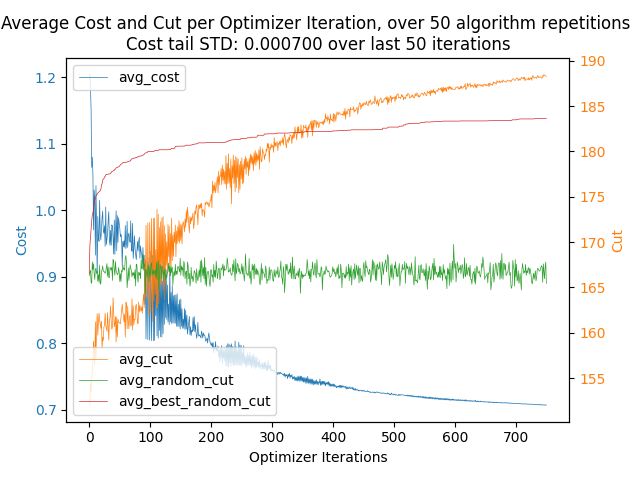 Average Cost and Cut per Optimizer Iteration, over 50 algorithm repetitions
Cost tail STD: 0.000700 over last 50 iterations
avg_cost
1.2
1.1
1.0
0.9
0.8
0.7
Cost
190
185
180
175
170
165
160
155
Cut
avg_cut
avg_random_cut
avg_best_random_cut
0 100 200 300 400 500 600 700
Optimizer Iterations